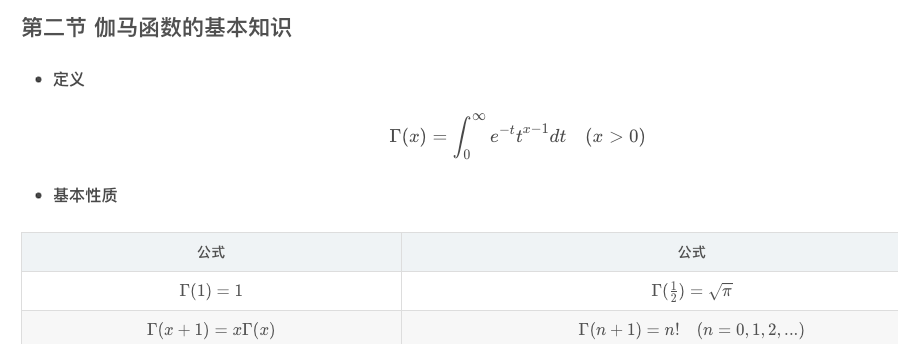 第二节 伽马函数的基本知识
• 定义
Γ(x) = ∫₀^∞ e^{−t} t^{x−1} dt (x > 0)
• 基本性质
公式 公式
Γ(1) = 1 Γ(1/2) = √π
Γ(x + 1) = xΓ(x) Γ(n + 1) = n! (n = 0, 1, 2, ...)